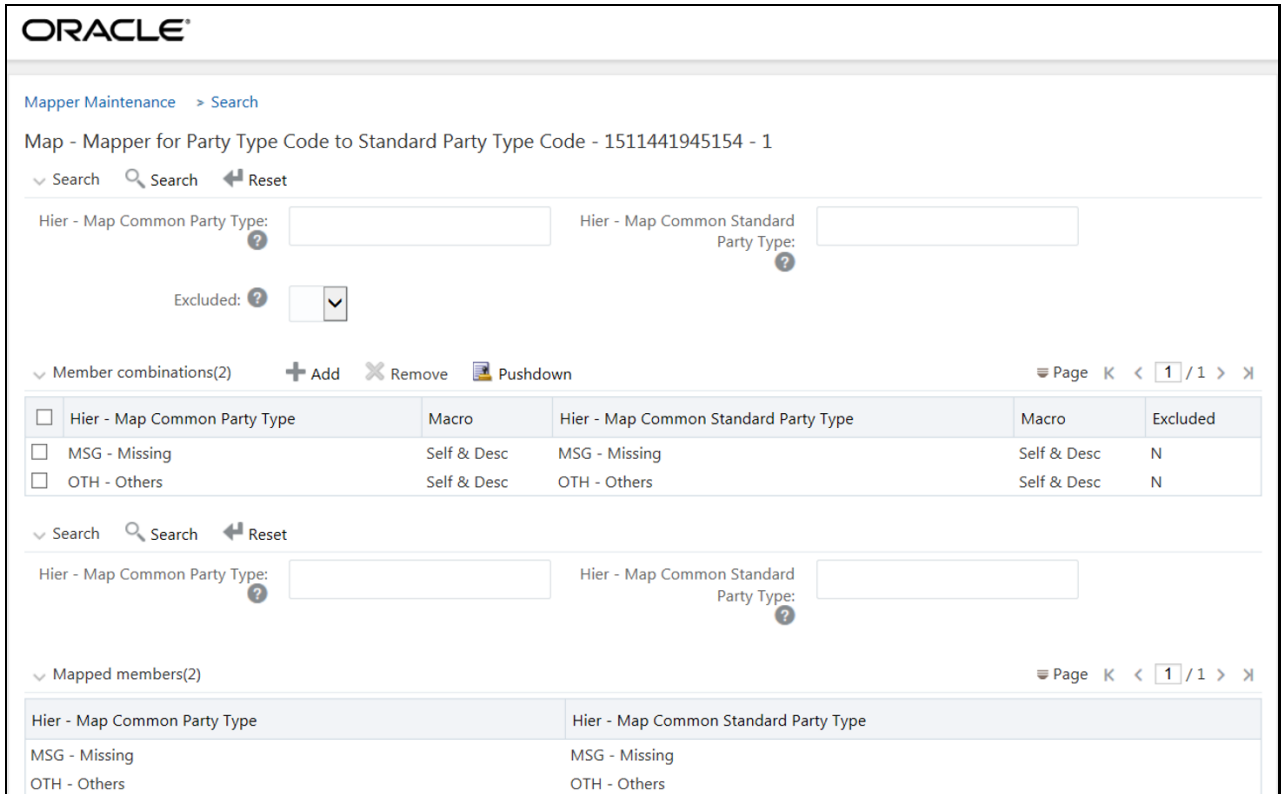 ORACLE
Mapper Maintenance > Search
Map - Mapper for Party Type Code to Standard Party Type Code - 1511441945154 - 1
Search Search Reset
Hier - Map Common Party Type: Hier - Map Common Standard
Party Type:
Excluded:
Member combinations(2) Add Remove Pushdown Page 1 / 1
Hier - Map Common Party Type Macro Hier - Map Common Standard Party Type Macro Excluded
MSG - Missing Self & Desc MSG - Missing Self & Desc N
OTH - Others Self & Desc OTH - Others Self & Desc N
Search Search Reset
Hier - Map Common Party Type: Hier - Map Common Standard
Party Type:
Mapped members(2) Page 1 / 1
Hier - Map Common Party Type Hier - Map Common Standard Party Type
MSG - Missing MSG - Missing
OTH - Others OTH - Others